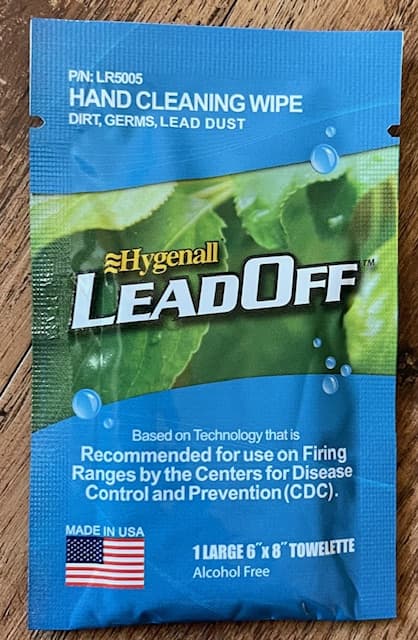 P/N: LR5005
HAND CLEANING WIPE
DIRT, GERMS, LEAD DUST
Hygenall
LEADOFF™
Based on Technology that is
Recommended for use on Firing
Ranges by the Centers for Disease
Control and Prevention (CDC).
MADE IN USA
1 LARGE 6˝x 8˝ TOWELETTE
Alcohol Free